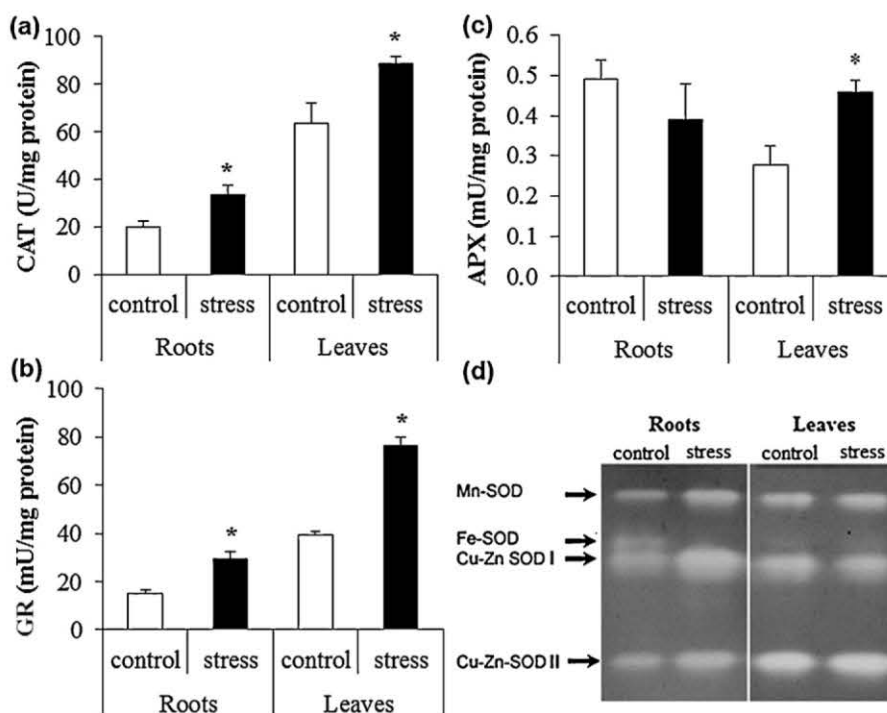 (a)
CAT (U/mg protein)
100
80
60
40
20
0
*
*
control stress control stress
Roots Leaves
(b)
GR (mU/mg protein)
100
80
60
40
20
0
*
*
control stress control stress
Roots Leaves
(c)
APX (mU/mg protein)
0.6
0.5
0.4
0.3
0.2
0.1
0.0
*
control stress control stress
Roots Leaves
(d)
Roots Leaves
control stress control stress
Mn-SOD
Fe-SOD
Cu-Zn SOD I
Cu-Zn-SOD II